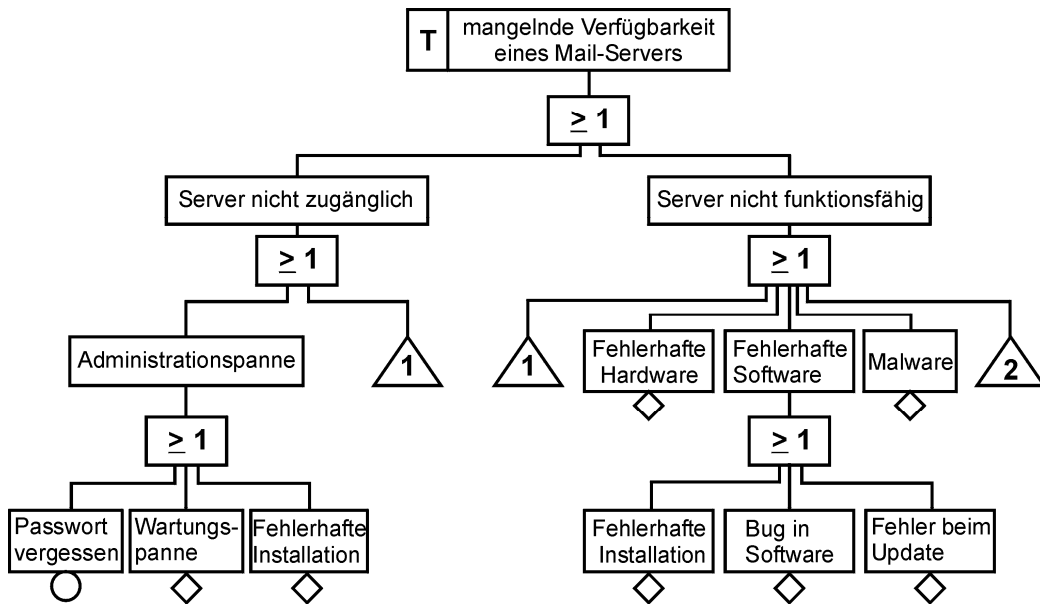 T
mangelnde Verfügbarkeit
eines Mail-Servers
≥ 1
Server nicht zugänglich
Server nicht funktionsfähig
≥ 1
≥ 1
Administrationspanne
1
1
Fehlerhafte
Hardware
Fehlerhafte
Software
Malware
2
≥ 1
≥ 1
Passwort
vergessen
Wartungs-
panne
Fehlerhafte
Installation
Fehlerhafte
Installation
Bug in
Software
Fehler beim
Update